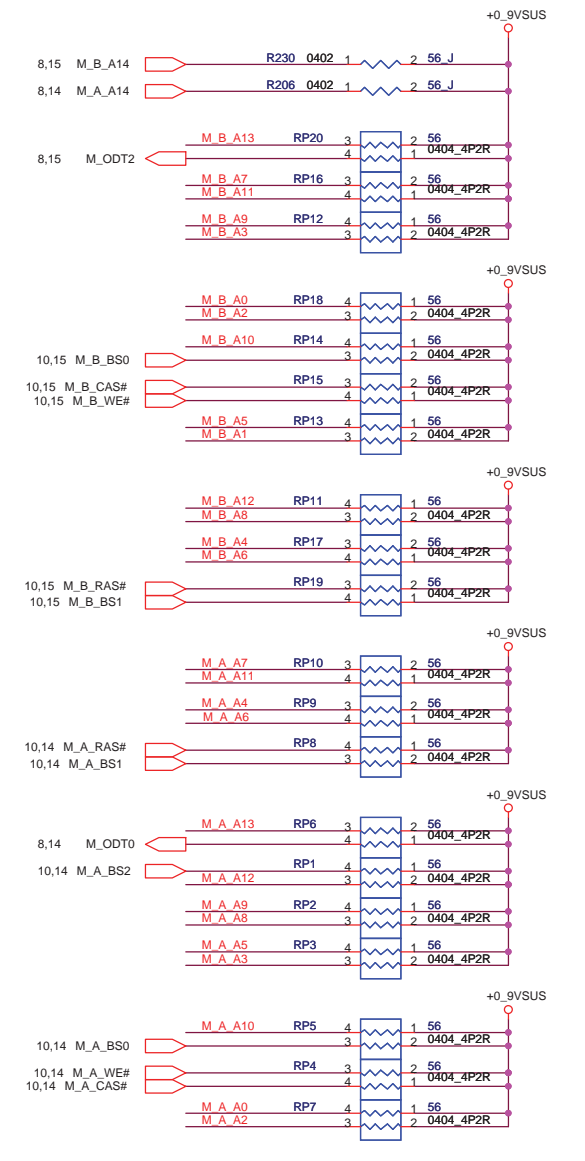 +0_9VSUS
8,15 M_B_A14 R230 0402 1 2 56_J
8,14 M_A_A14 R206 0402 1 2 56_J
M_B_A13 RP20 3 2 56
8,15 M_ODT2 4 1 0404_4P2R
M_B_A7 RP16 3 2 56
M_B_A11 4 1 0404_4P2R
M_B_A9 RP12 4 1 56
M_B_A3 3 2 0404_4P2R
+0_9VSUS
M_B_A0 RP18 4 1 56
M_B_A2 3 2 0404_4P2R
M_B_A10 RP14 4 1 56
10,15 M_B_BS0 3 2 0404_4P2R
10,15 M_B_CAS# RP15 3 2 56
10,15 M_B_WE# 4 1 0404_4P2R
M_B_A5 RP13 4 1 56
M_B_A1 3 2 0404_4P2R
+0_9VSUS
M_B_A12 RP11 4 1 56
M_B_A8 3 2 0404_4P2R
M_B_A4 RP17 3 2 56
M_B_A6 4 1 0404_4P2R
10,15 M_B_RAS# RP19 3 2 56
10,15 M_B_BS1 4 1 0404_4P2R
+0_9VSUS
M_A_A7 RP10 3 2 56
M_A_A11 4 1 0404_4P2R
M_A_A4 RP9 3 2 56
M_A_A6 4 1 0404_4P2R
10,14 M_A_RAS# RP8 4 1 56
10,14 M_A_BS1 3 2 0404_4P2R
+0_9VSUS
M_A_A13 RP6 3 2 56
8,14 M_ODT0 4 1 0404_4P2R
10,14 M_A_BS2 RP1 4 1 56
M_A_A12 3 2 0404_4P2R
M_A_A9 RP2 4 1 56
M_A_A8 3 2 0404_4P2R
M_A_A5 RP3 4 1 56
M_A_A3 3 2 0404_4P2R
+0_9VSUS
M_A_A10 RP5 4 1 56
10,14 M_A_BS0 3 2 0404_4P2R
10,14 M_A_WE# RP4 3 2 56
10,14 M_A_CAS# 4 1 0404_4P2R
M_A_A0 RP7 4 1 56
M_A_A2 3 2 0404_4P2R